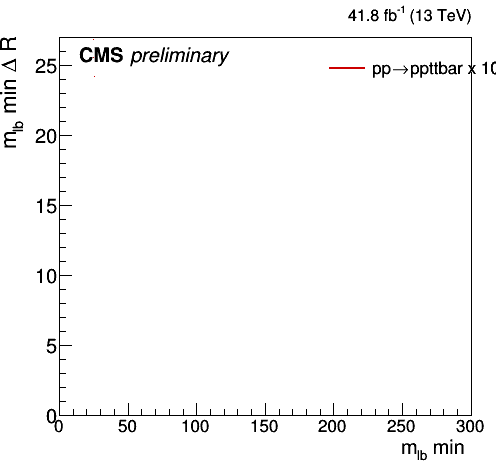 41.8 fb⁻¹ (13 TeV)
CMS preliminary
pp→ppttbar x 10
m_lb min Δ R
25
20
15
10
5
0
0 50 100 150 200 250 300
m_lb min